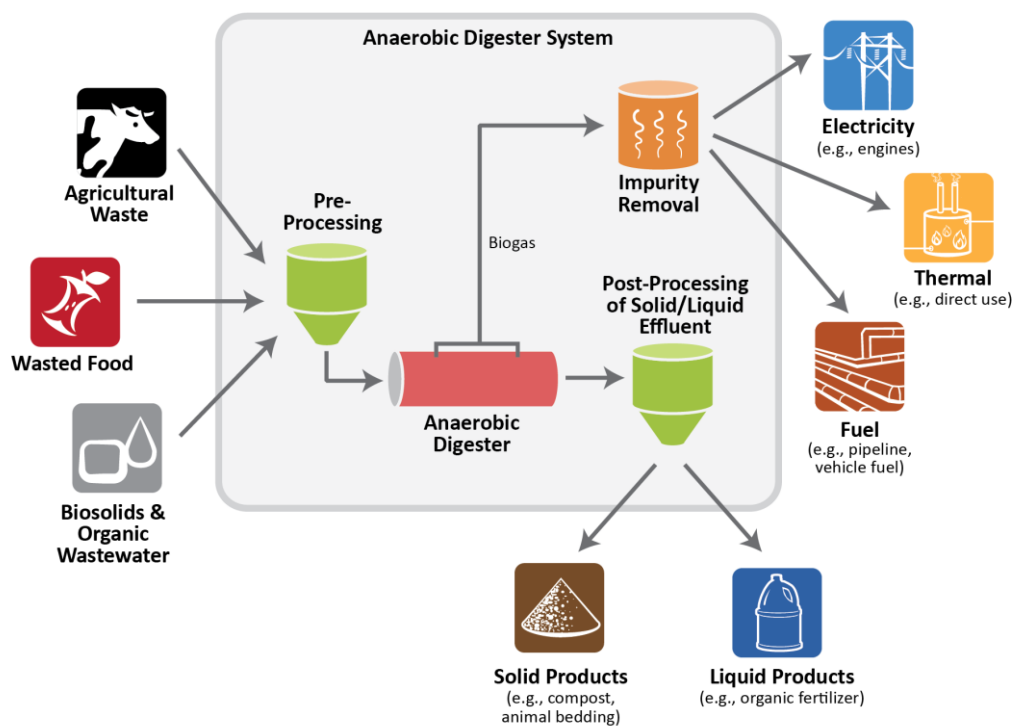 Anaerobic Digester System
Agricultural
Waste
Wasted Food
Biosolids &
Organic
Wastewater
Pre-
Processing
Anaerobic
Digester
Biogas
Impurity
Removal
Post-Processing
of Solid/Liquid
Effluent
Electricity
(e.g., engines)
Thermal
(e.g., direct use)
Fuel
(e.g., pipeline,
vehicle fuel)
Solid Products
(e.g., compost,
animal bedding)
Liquid Products
(e.g., organic fertilizer)